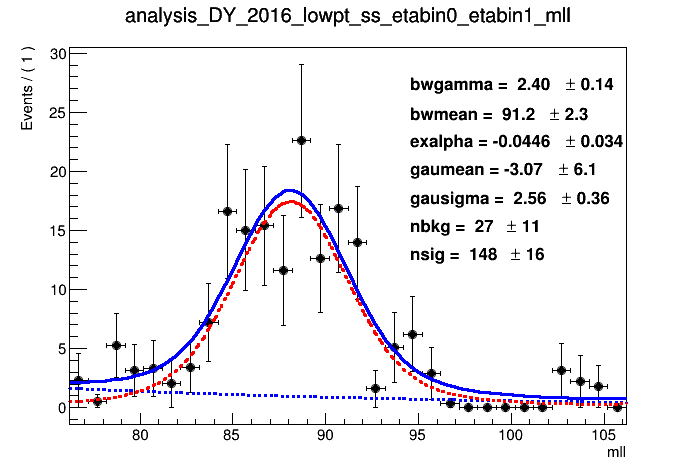 analysis_DY_2016_lowpt_ss_etabin0_etabin1_mll
Events / ( 1 )
30
25
20
15
10
5
0
bwgamma = 2.40 ± 0.14
bwmean = 91.2 ± 2.3
exalpha = -0.0446 ± 0.034
gaumean = -3.07 ± 6.1
gausigma = 2.56 ± 0.36
nbkg = 27 ± 11
nsig = 148 ± 16
80 85 90 95 100 105
mll